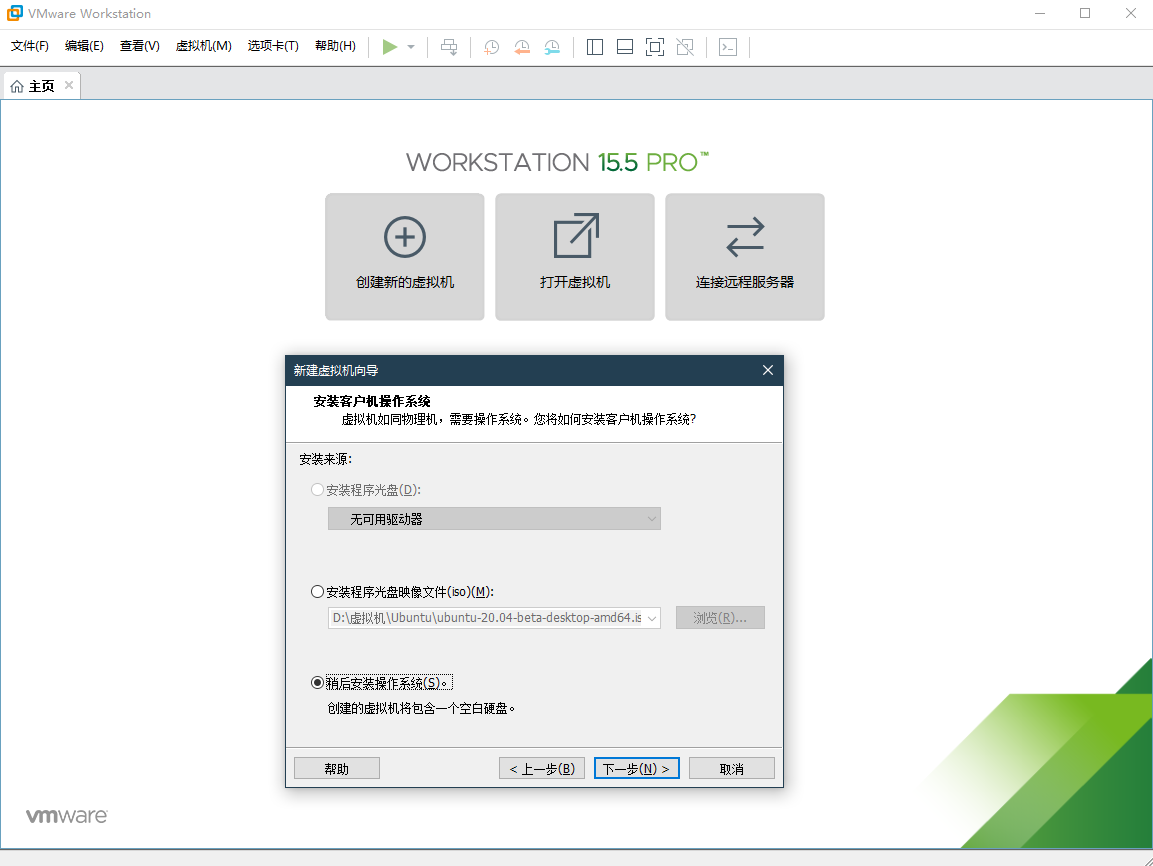 VMware Workstation
文件(F) 编辑(E) 查看(V) 虚拟机(M) 选项卡(T) 帮助(H)
主页
WORKSTATION 15.5 PRO™
创建新的虚拟机 打开虚拟机 连接远程服务器
新建虚拟机向导
安装客户机操作系统
虚拟机如同物理机，需要操作系统。您将如何安装客户机操作系统?
安装来源:
安装程序光盘(D):
无可用驱动器
安装程序光盘映像文件(iso)(M):
D:\虚拟机\Ubuntu\ubuntu-20.04-beta-desktop-amd64.is 浏览(R)...
稍后安装操作系统(S)。
创建的虚拟机将包含一个空白硬盘。
帮助 < 上一步(B) 下一步(N) > 取消
vmware